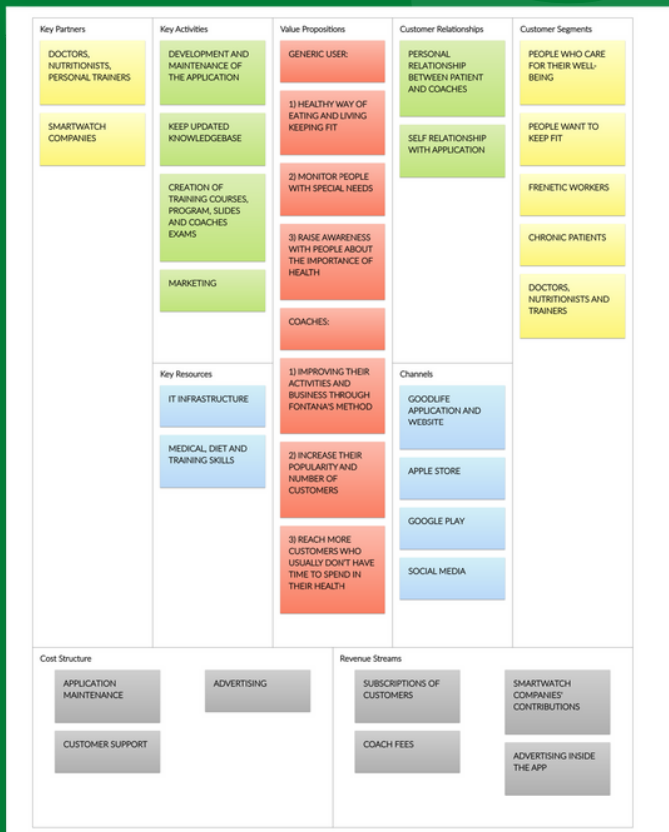 Key Partners
DOCTORS,
NUTRITIONISTS,
PERSONAL TRAINERS
SMARTWATCH
COMPANIES
Key Activities
DEVELOPMENT AND
MAINTENANCE OF
THE APPLICATION
KEEP UPDATED
KNOWLEDGEBASE
CREATION OF
TRAINING COURSES,
PROGRAM, SLIDES
AND COACHES
EXAMS
MARKETING
Key Resources
IT INFRASTRUCTURE
MEDICAL, DIET AND
TRAINING SKILLS
Value Propositions
GENERIC USER:
1) HEALTHY WAY OF
EATING AND LIVING
KEEPING FIT
2) MONITOR PEOPLE
WITH SPECIAL NEEDS
3) RAISE AWARENESS
WITH PEOPLE ABOUT
THE IMPORTANCE OF
HEALTH
COACHES:
1) IMPROVING THEIR
ACTIVITIES AND
BUSINESS THROUGH
FONTANA'S METHOD
2) INCREASE THEIR
POPULARITY AND
NUMBER OF
CUSTOMERS
3) REACH MORE
CUSTOMERS WHO
USUALLY DON'T HAVE
TIME TO SPEND IN
THEIR HEALTH
Customer Relationships
PERSONAL
RELATIONSHIP
BETWEEN PATIENT
AND COACHES
SELF RELATIONSHIP
WITH APPLICATION
Channels
GOODLIFE
APPLICATION AND
WEBSITE
APPLE STORE
GOOGLE PLAY
SOCIAL MEDIA
Customer Segments
PEOPLE WHO CARE
FOR THEIR WELL-
BEING
PEOPLE WANT TO
KEEP FIT
FRENETIC WORKERS
CHRONIC PATIENTS
DOCTORS,
NUTRITIONISTS AND
TRAINERS
Cost Structure
APPLICATION
MAINTENANCE
ADVERTISING
CUSTOMER SUPPORT
Revenue Streams
SUBSCRIPTIONS OF
CUSTOMERS
SMARTWATCH
COMPANIES'
CONTRIBUTIONS
COACH FEES
ADVERTISING INSIDE
THE APP